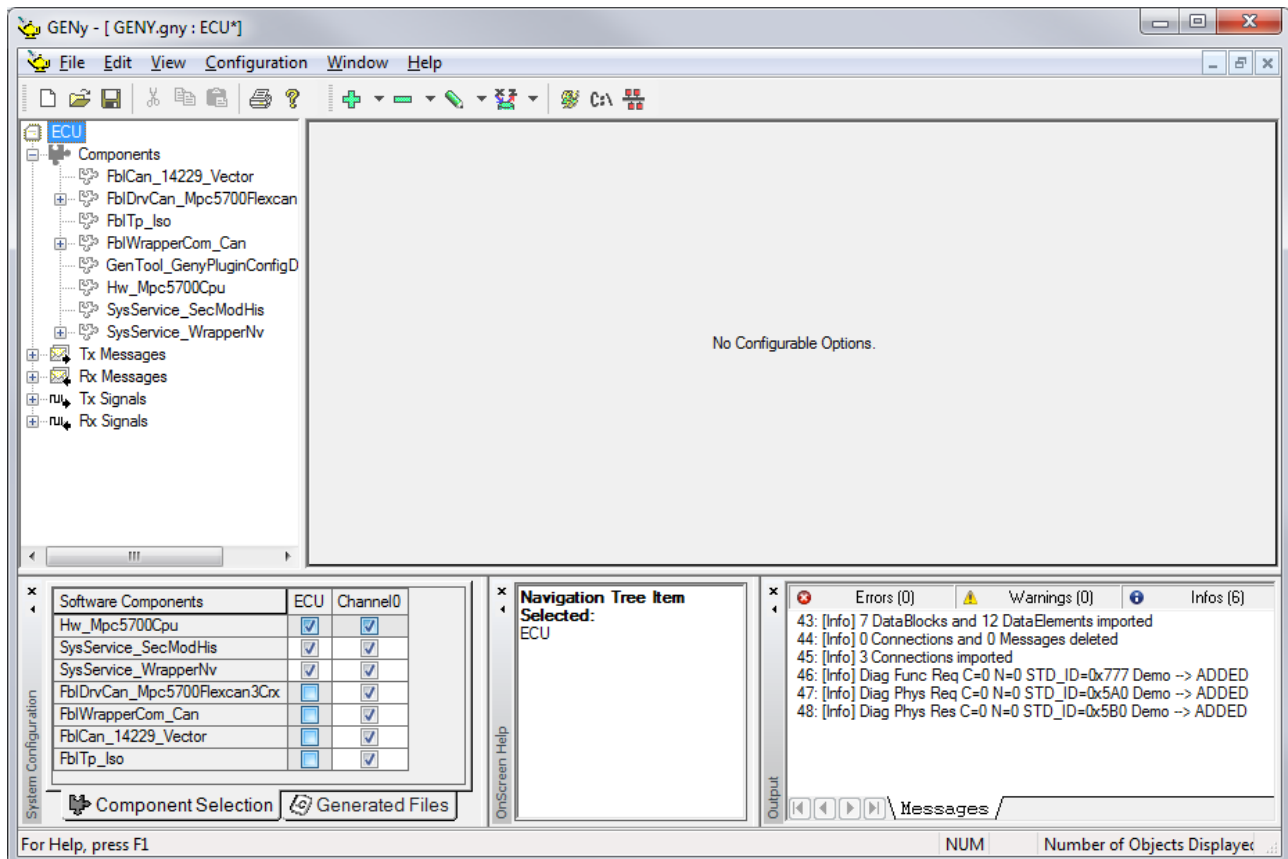 GENy - [ GENY.gny : ECU*]
File Edit View Configuration Window Help
C:\
ECU
Components
FblCan_14229_Vector
FblDrvCan_Mpc5700Flexcan
FblTp_Iso
FblWrapperCom_Can
GenTool_GenyPluginConfigD
Hw_Mpc5700Cpu
SysService_SecModHis
SysService_WrapperNv
Tx Messages
Rx Messages
Tx Signals
Rx Signals
No Configurable Options.
System Configuration
Software Components ECU Channel0
Hw_Mpc5700Cpu
SysService_SecModHis
SysService_WrapperNv
FblDrvCan_Mpc5700Flexcan3Crx
FblWrapperCom_Can
FblCan_14229_Vector
FblTp_Iso
Component Selection Generated Files
OnScreen Help
Navigation Tree Item
Selected:
ECU
Output
Errors (0) Warnings (0) Infos (6)
43: [Info] 7 DataBlocks and 12 DataElements imported
44: [Info] 0 Connections and 0 Messages deleted
45: [Info] 3 Connections imported
46: [Info] Diag Func Req C=0 N=0 STD_ID=0x777 Demo --> ADDED
47: [Info] Diag Phys Req C=0 N=0 STD_ID=0x5A0 Demo --> ADDED
48: [Info] Diag Phys Res C=0 N=0 STD_ID=0x5B0 Demo --> ADDED
Messages
For Help, press F1 NUM Number of Objects Displayed